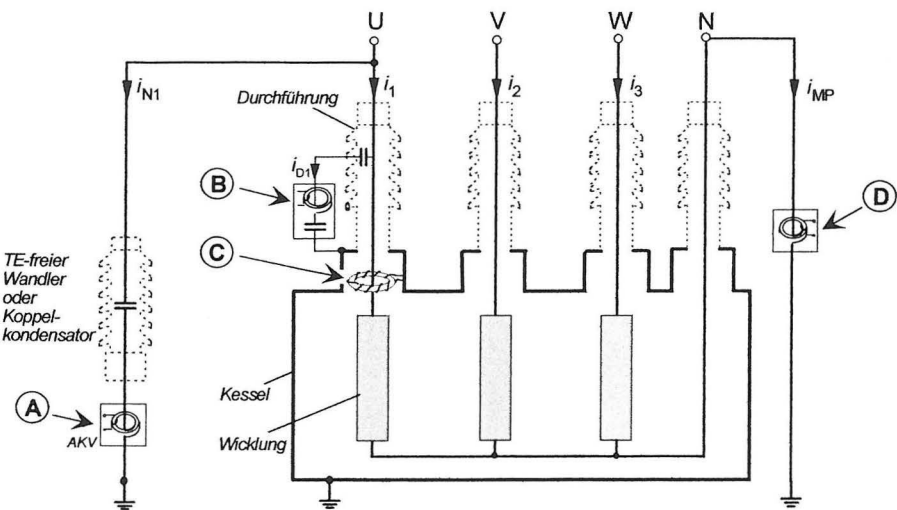 U
V
W
N
i_N1
i_1
i_2
i_3
i_MP
Durchführung
i_D1
B
D
C
TE-freier
Wandler
oder
Koppel-
kondensator
A
AKV
Kessel
Wicklung